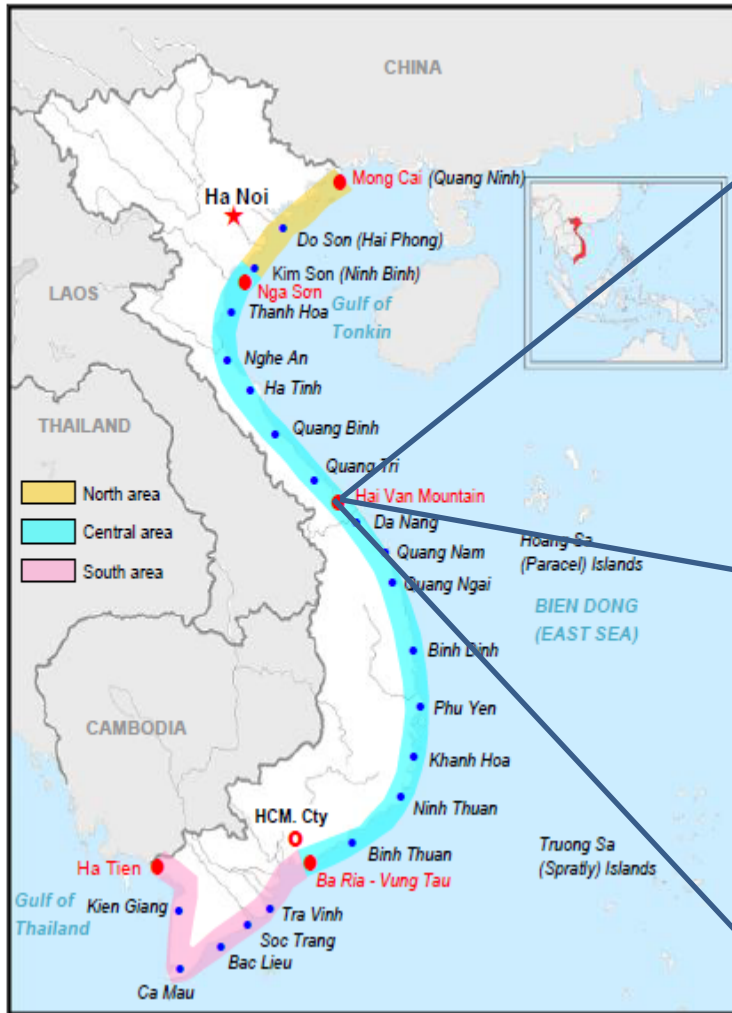 CHINA
Mong Cai (Quang Ninh)
Ha Noi
Do Son (Hai Phong)
Kim Son (Ninh Binh)
Nga Sơn
LAOS
Gulf of
Tonkin
Thanh Hoa
Nghe An
Ha Tinh
THAILAND
Quang Binh
Quang Tri
North area
Hai Van Mountain
Central area
Da Nang
South area
Quang Nam
Hoang Sa
(Paracel) Islands
Quang Ngai
BIEN DONG
(EAST SEA)
Binh Dinh
Phu Yen
CAMBODIA
Khanh Hoa
Ninh Thuan
HCM. Cty
Binh Thuan
Truong Sa
(Spratly) Islands
Ha Tien
Ba Ria - Vung Tau
Gulf of
Thailand
Kien Giang
Tra Vinh
Soc Trang
Bac Lieu
Ca Mau